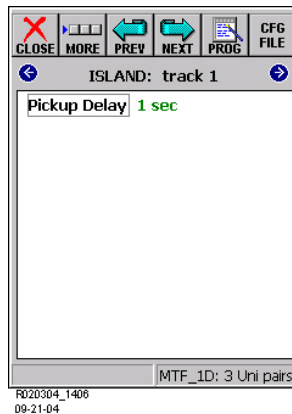 CLOSE MORE PREV NEXT PROG CFG FILE
ISLAND: track 1
Pickup Delay 1 sec
MTF_1D: 3 Uni pairs
R020304_1406
09-21-04